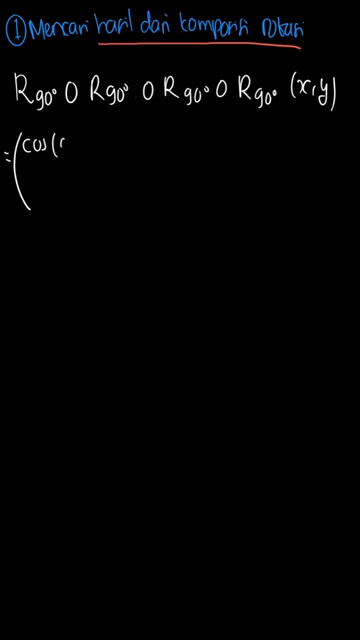 ① Mencari hasil dari komposisi rotasi
R90° O R90° O R90° O R90° (x,y)
= (cos(